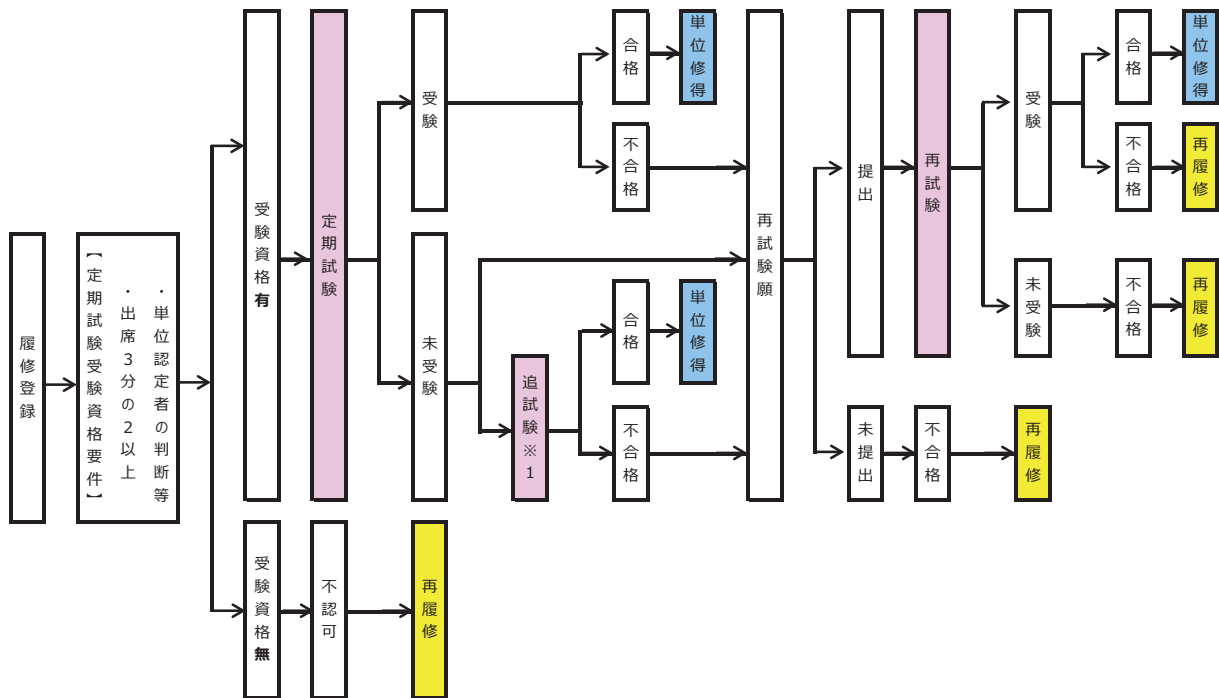 履修登録
【定期試験受験資格要件】
・出席3分の2以上
・単位認定者の判断等
受験資格有
定期試験
受験
合格
単位修得
不合格
未受験
追試験※1
合格
単位修得
不合格
再試験願
提出
再試験
受験
合格
単位修得
不合格
再履修
未受験
不合格
再履修
未提出
不合格
再履修
受験資格無
不認可
再履修